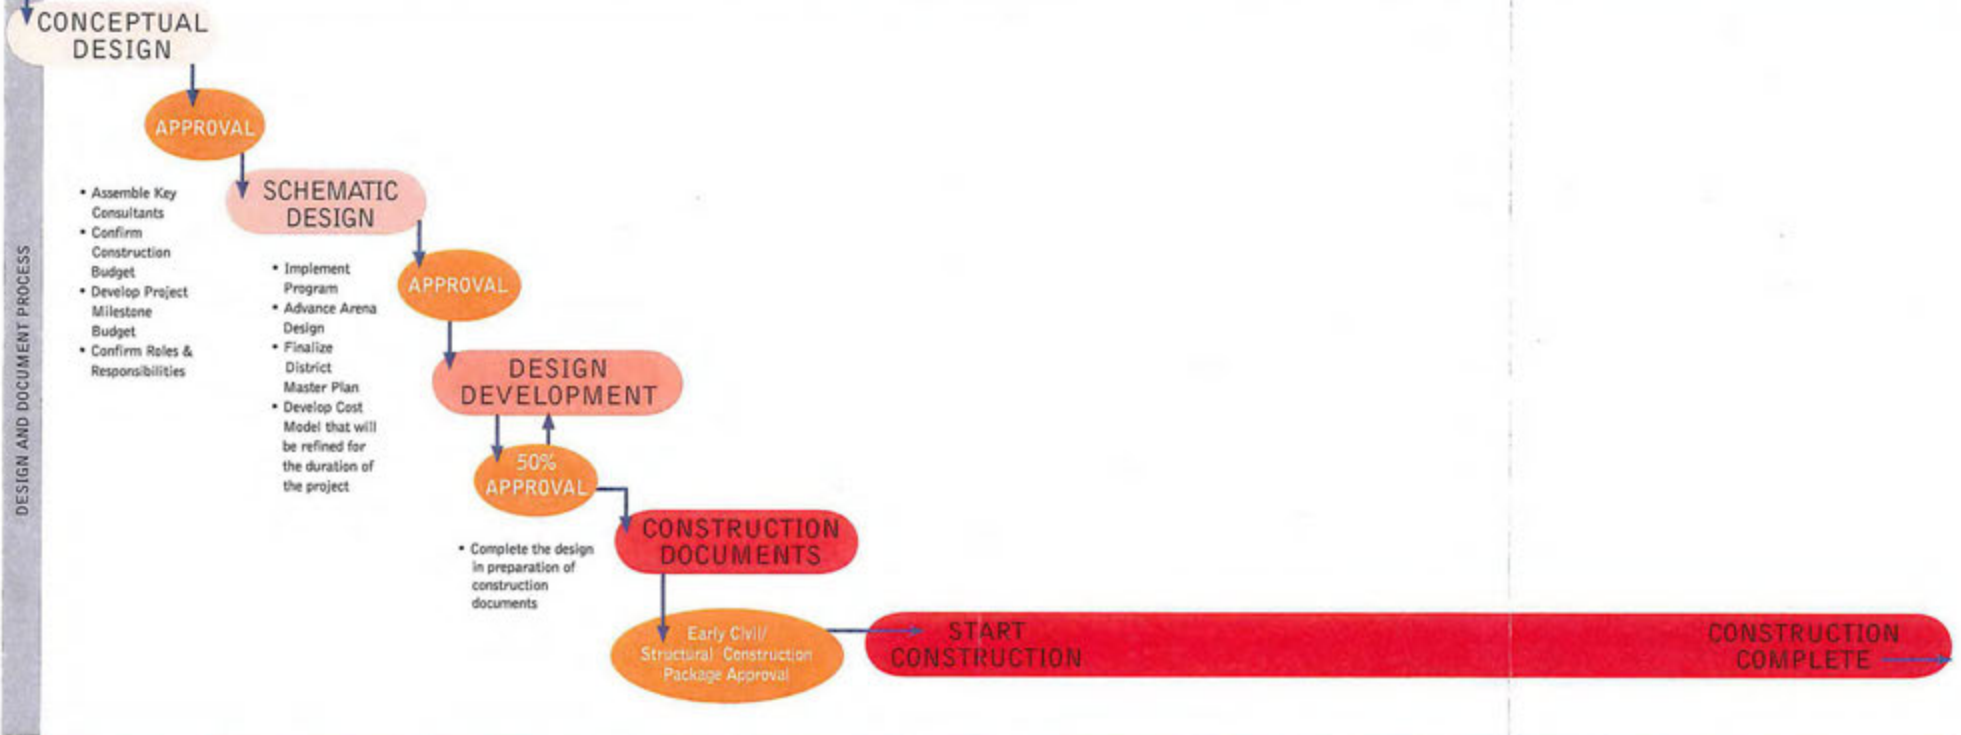 CONCEPTUAL
DESIGN
APPROVAL
• Assemble Key
Consultants
• Confirm
Construction
Budget
• Develop Project
Milestone
Budget
• Confirm Roles &
Responsibilities
SCHEMATIC
DESIGN
• Implement
Program
• Advance Arena
Design
• Finalize
District
Master Plan
• Develop Cost
Model that will
be refined for
the duration of
the project
APPROVAL
DESIGN
DEVELOPMENT
50%
APPROVAL
• Complete the design
in preparation of
construction
documents
CONSTRUCTION
DOCUMENTS
Early Civil/
Structural Construction
Package Approval
START
CONSTRUCTION
CONSTRUCTION
COMPLETE
DESIGN AND DOCUMENT PROCESS